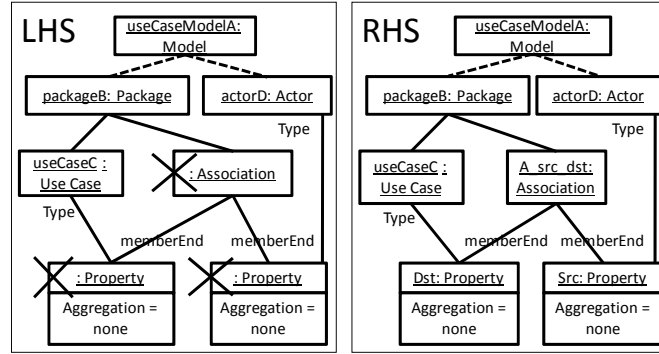 LHS
useCaseModelA:
Model
packageB: Package
actorD: Actor
Type
useCaseC :
Use Case
: Association
Type
memberEnd
memberEnd
: Property
: Property
Aggregation =
none
Aggregation =
none
RHS
useCaseModelA:
Model
packageB: Package
actorD: Actor
Type
useCaseC :
Use Case
A_src_dst:
Association
Type
memberEnd
memberEnd
Dst: Property
Src: Property
Aggregation =
none
Aggregation =
none